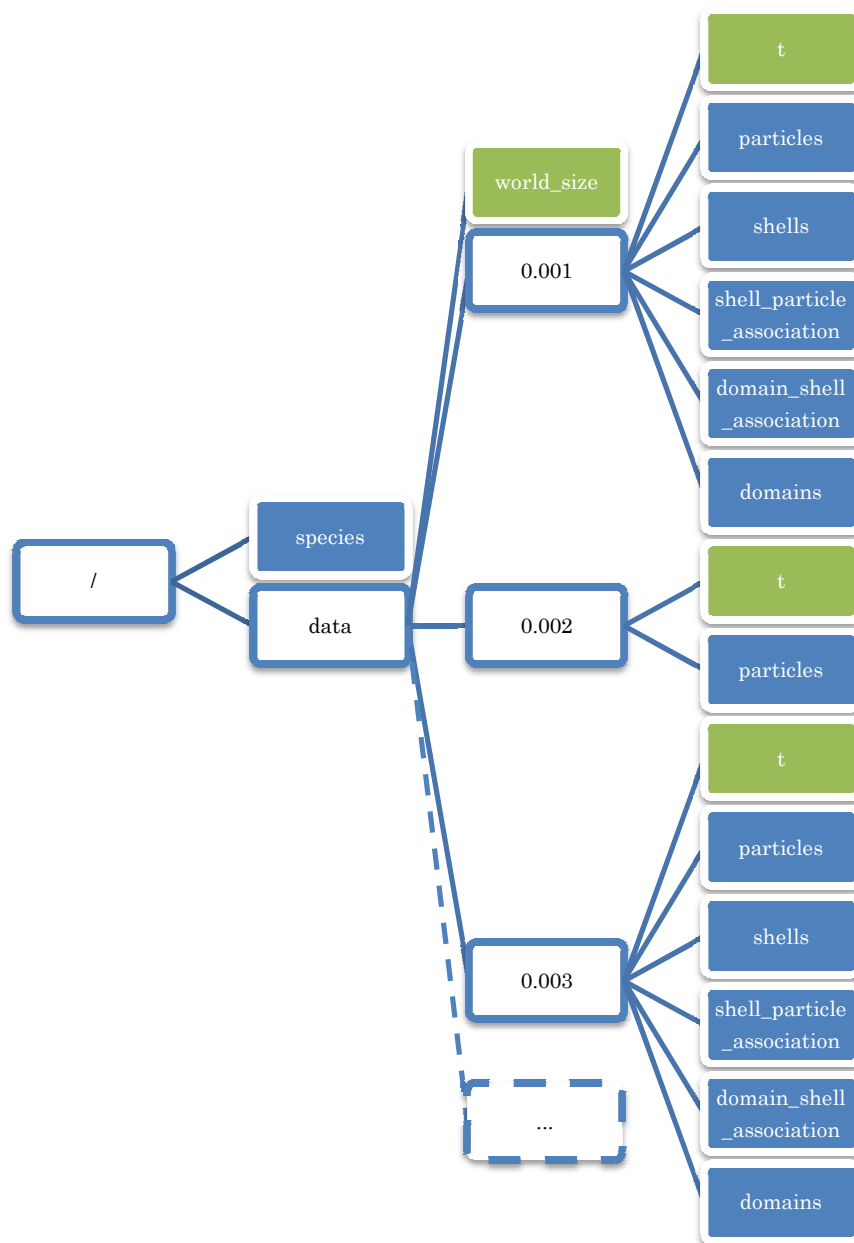 t
particles
world_size
shells
0.001
shell_particle
_association
domain_shell
_association
domains
species
/
data
0.002
t
particles
t
particles
shells
0.003
shell_particle
_association
...
domain_shell
_association
domains